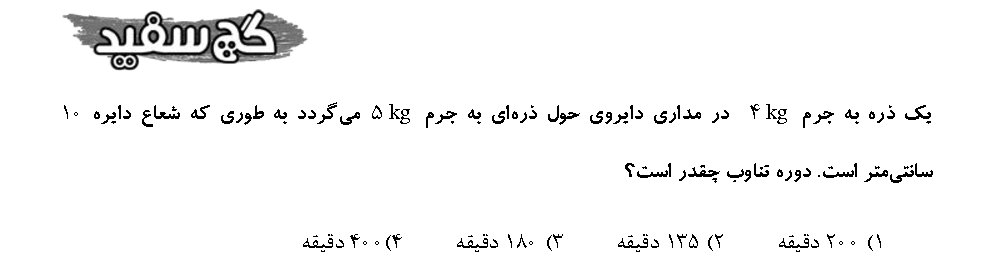 گچ سفید
یک ذره به جرم ۴ kg در مداری دایروی حول ذره‌ای به جرم ۵ kg می‌گردد به طوری که شعاع دایره ۱۰
سانتی‌متر است. دوره تناوب چقدر است؟
۱) ۲۰۰ دقیقه ۲) ۱۳۵ دقیقه ۳) ۱۸۰ دقیقه ۴) ۴۰۰ دقیقه